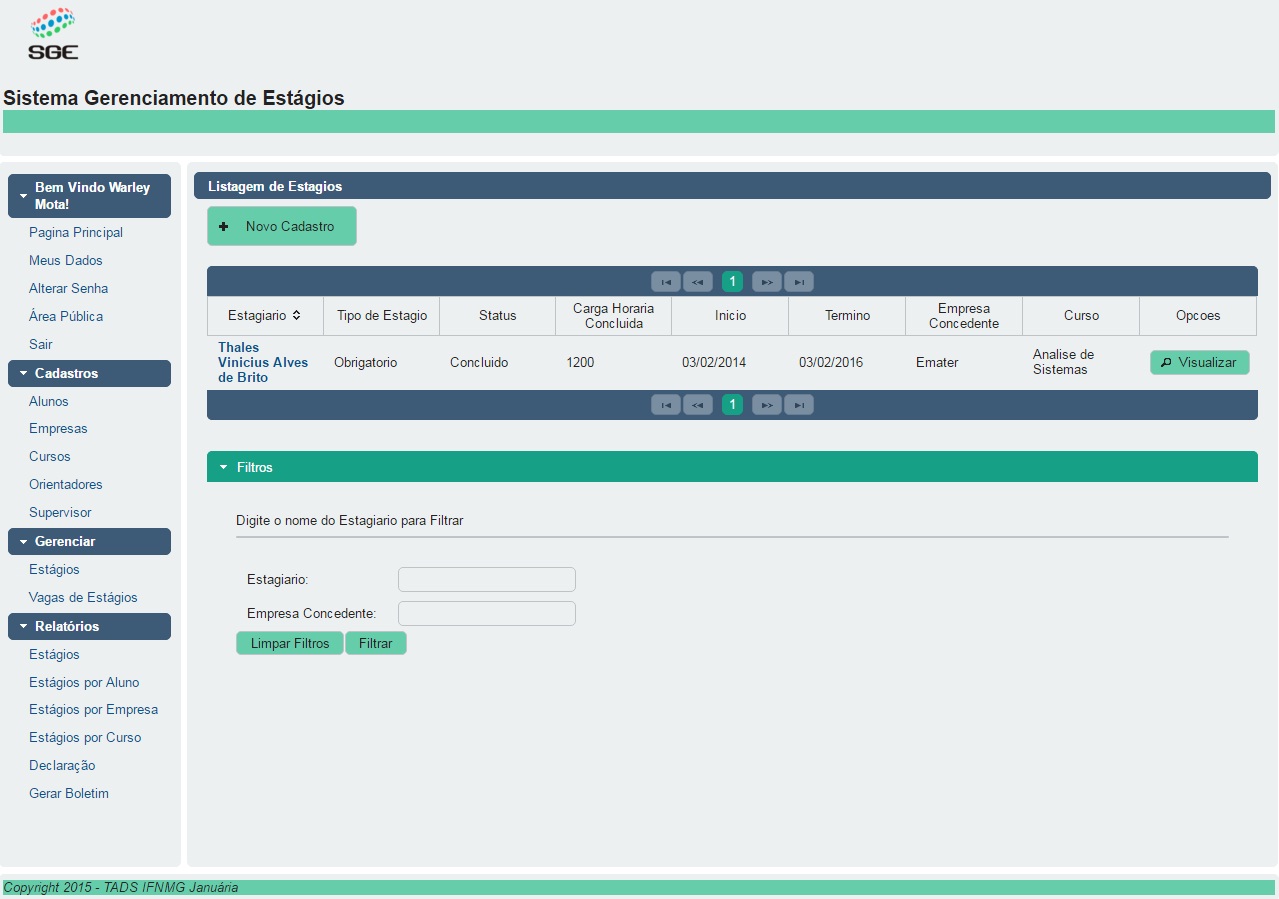 SGE
Sistema Gerenciamento de Estágios
Bem Vindo Warley
Mota!
Pagina Principal
Meus Dados
Alterar Senha
Área Pública
Sair
Cadastros
Alunos
Empresas
Cursos
Orientadores
Supervisor
Gerenciar
Estágios
Vagas de Estágios
Relatórios
Estágios
Estágios por Aluno
Estágios por Empresa
Estágios por Curso
Declaração
Gerar Boletim
Listagem de Estagios
Novo Cadastro
1
Estagiario
Tipo de Estagio
Status
Carga Horaria
Concluida
Inicio
Termino
Empresa
Concedente
Curso
Opcoes
Thales
Vinicius Alves
de Brito
Obrigatorio
Concluido
1200
03/02/2014
03/02/2016
Emater
Analise de
Sistemas
Visualizar
1
Filtros
Digite o nome do Estagiario para Filtrar
Estagiario:
Empresa Concedente:
Limpar Filtros
Filtrar
Copyright 2015 - TADS IFNMG Januária